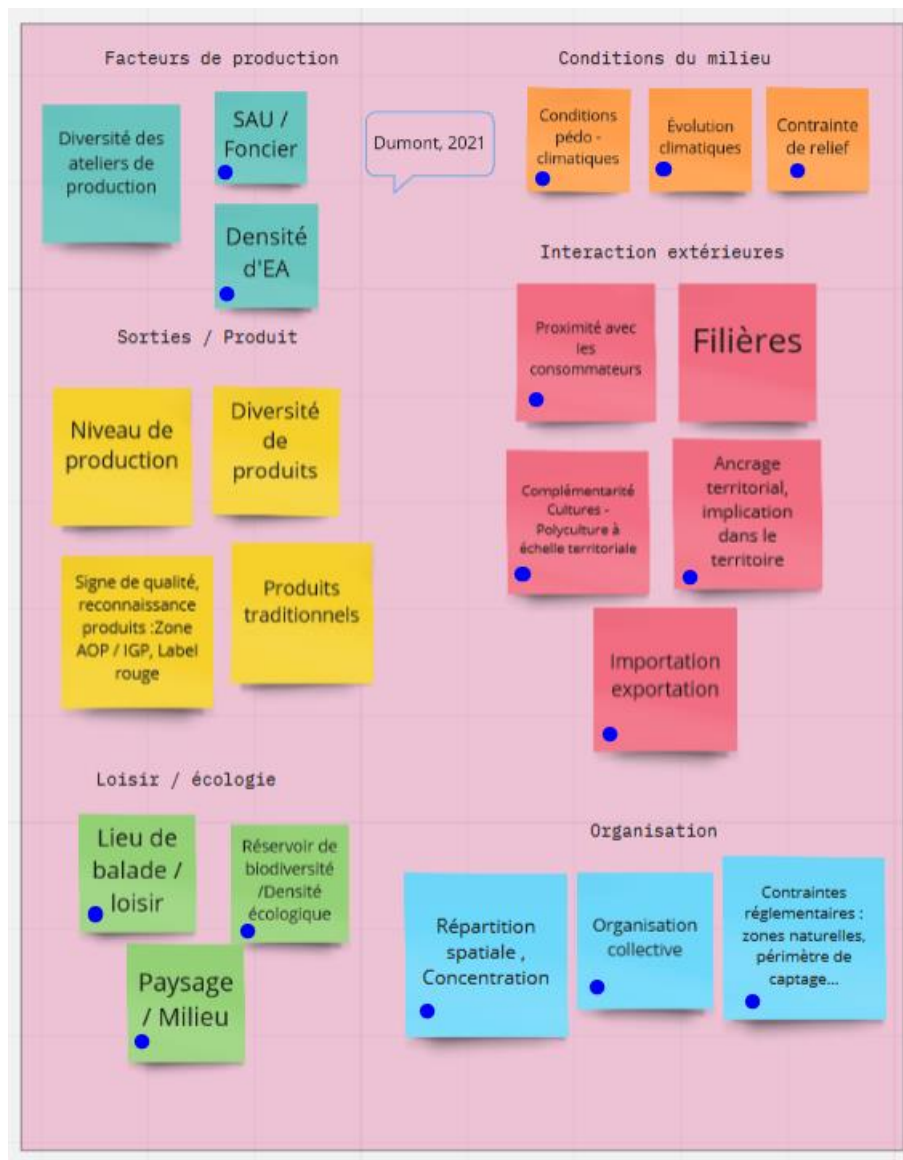 Facteurs de production
Diversité des
ateliers de
production
SAU /
Foncier
Densité
d'EA
Dumont, 2021
Conditions du milieu
Conditions
pédo -
climatiques
Évolution
climatiques
Contrainte
de relief
Interaction extérieures
Proximité avec
les
consommateurs
Filières
Complémentarité
Cultures -
Polyculture à
échelle territoriale
Ancrage
territorial,
implication
dans le
territoire
Importation
exportation
Sorties / Produit
Niveau de
production
Diversité
de
produits
Signe de qualité,
reconnaissance
produits :Zone
AOP / IGP, Label
rouge
Produits
traditionnels
Loisir / écologie
Lieu de
balade /
loisir
Réservoir de
biodiversité
/Densité
écologique
Paysage
/ Milieu
Organisation
Répartition
spatiale ,
Concentration
Organisation
collective
Contraintes
réglementaires :
zones naturelles,
périmètre de
captage...